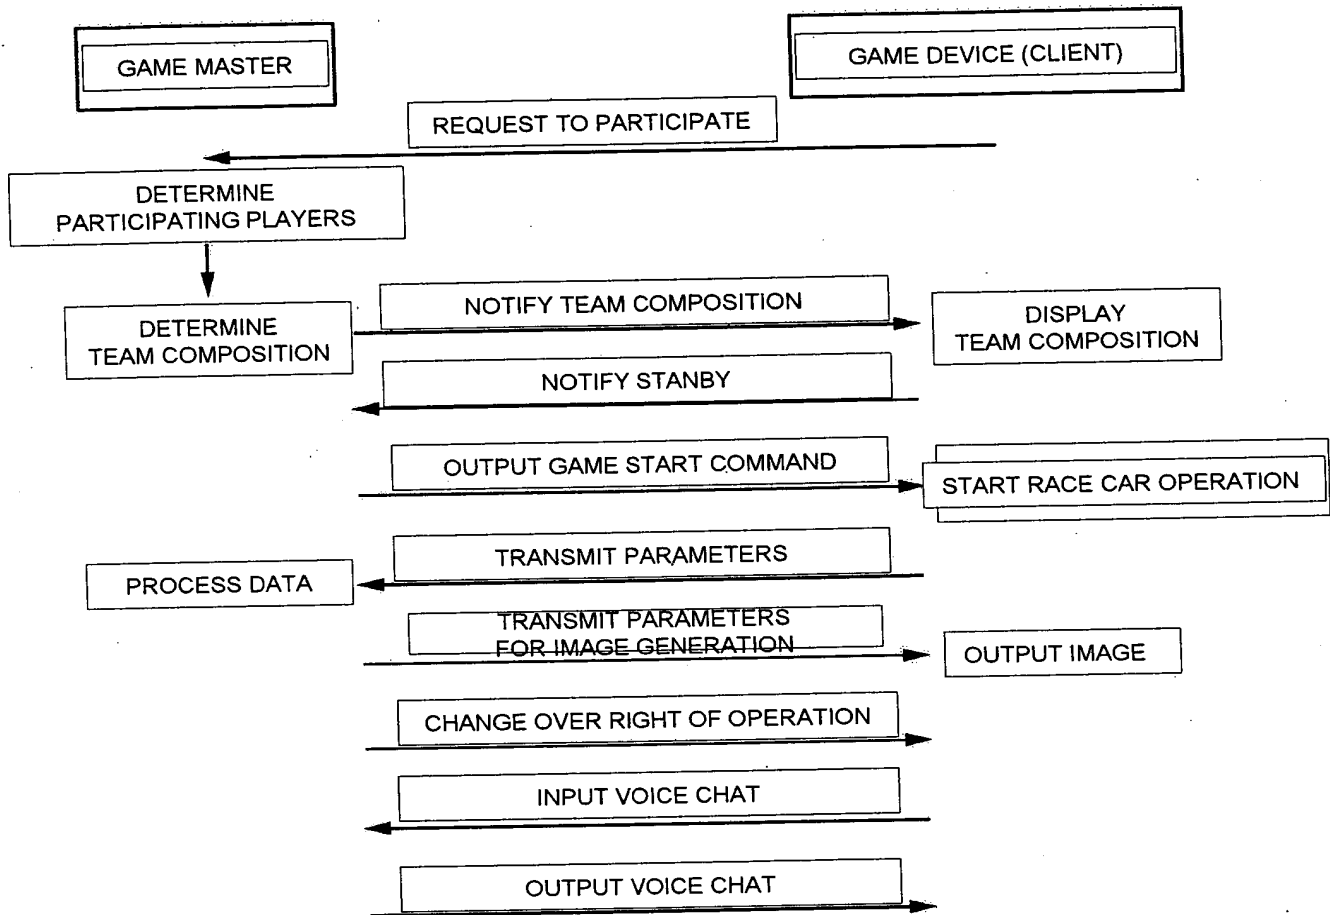 GAME MASTER
GAME DEVICE (CLIENT)
REQUEST TO PARTICIPATE
DETERMINE
PARTICIPATING PLAYERS
DETERMINE
TEAM COMPOSITION
NOTIFY TEAM COMPOSITION
DISPLAY
TEAM COMPOSITION
NOTIFY STANBY
OUTPUT GAME START COMMAND
START RACE CAR OPERATION
TRANSMIT PARAMETERS
PROCESS DATA
TRANSMIT PARAMETERS
FOR IMAGE GENERATION
OUTPUT IMAGE
CHANGE OVER RIGHT OF OPERATION
INPUT VOICE CHAT
OUTPUT VOICE CHAT